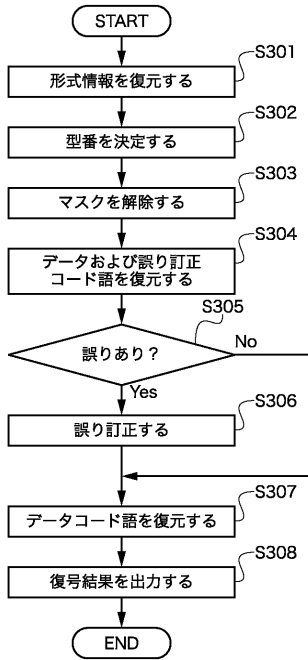 START
S301
形式情報を復元する
S302
型番を決定する
S303
マスクを解除する
S304
データおよび誤り訂正
コード語を復元する
S305
誤りあり？
No
Yes
S306
誤り訂正する
S307
データコード語を復元する
S308
復号結果を出力する
END